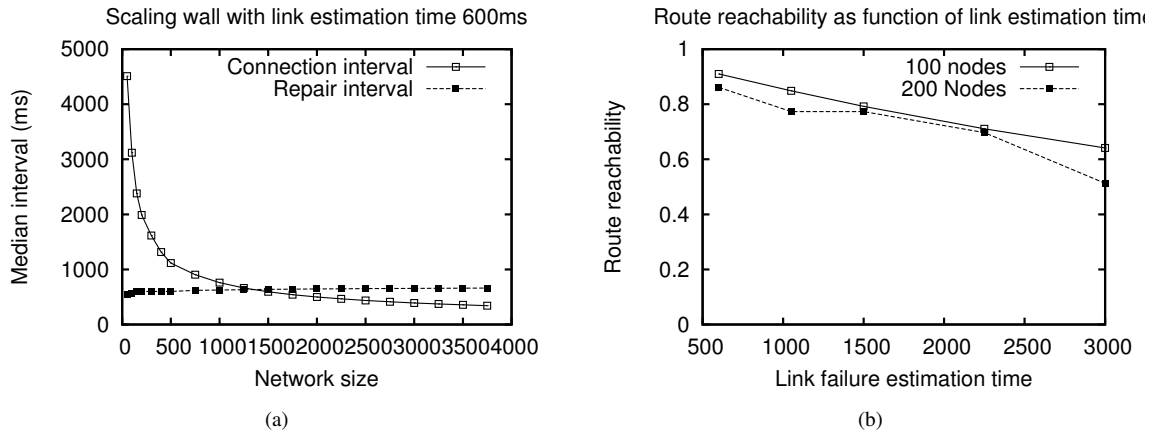 Scaling wall with link estimation time 600ms
Median interval (ms)
5000
4000
3000
2000
1000
0
Connection interval
Repair interval
0 500 1000 1500 2000 2500 3000 3500 4000
Network size
(a)
Route reachability as function of link estimation time
Route reachability
1
0.8
0.6
0.4
0.2
0
100 nodes
200 Nodes
500 1000 1500 2000 2500 3000
Link failure estimation time
(b)